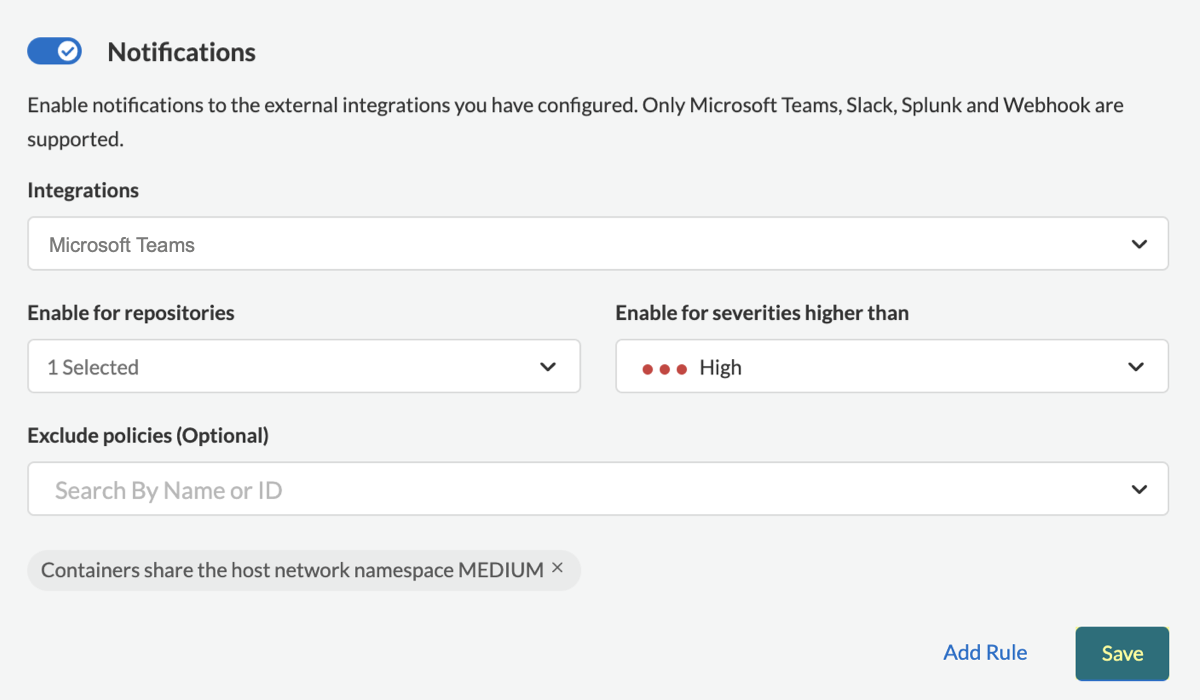 Notifications
Enable notifications to the external integrations you have configured. Only Microsoft Teams, Slack, Splunk and Webhook are
supported.
Integrations
Microsoft Teams
Enable for repositories
Enable for severities higher than
1 Selected
High
Exclude policies (Optional)
Search By Name or ID
Containers share the host network namespace MEDIUM ×
Add Rule
Save